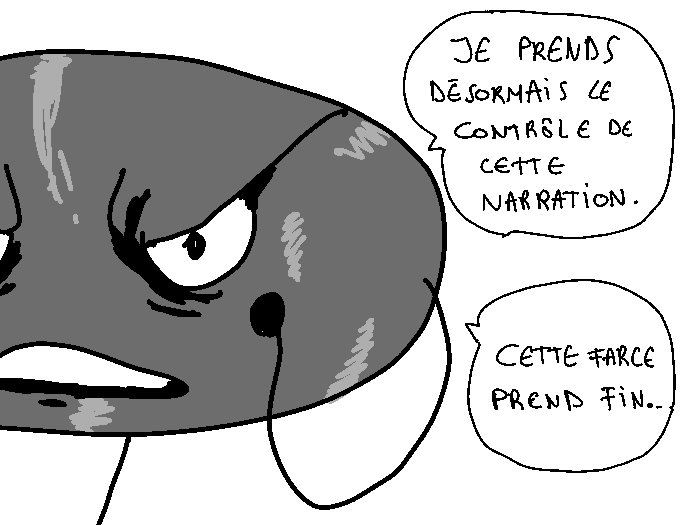 JE PRENDS
DÉSORMAIS LE
CONTRÔLE DE
CETTE
NARRATION.
CETTE FARCE
PREND FIN..